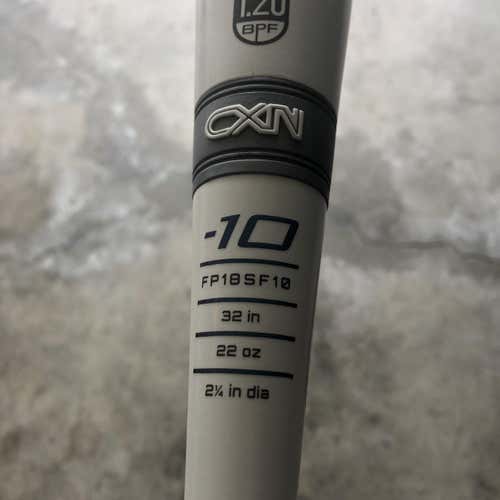 1.20
BPF
CXN
-10
FP18SF10
32 in
22 oz
2¼ in dia